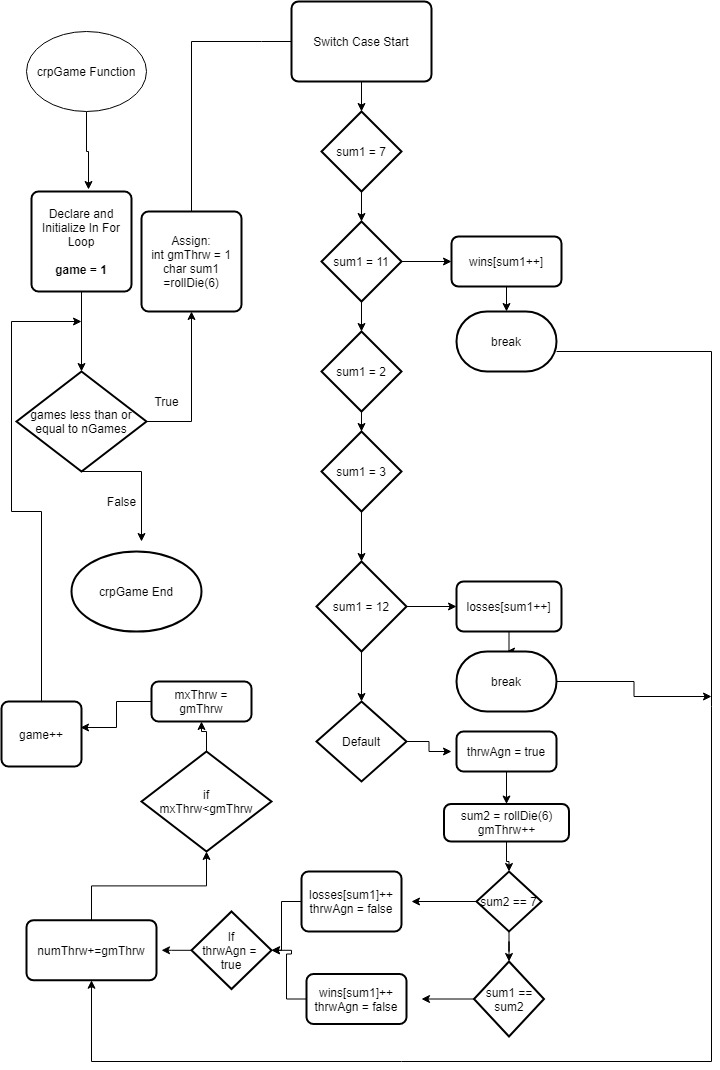 crpGame Function
Declare and
Initialize In For
Loop
game = 1
Assign:
int gmThrw = 1
char sum1
=rollDie(6)
Switch Case Start
sum1 = 7
sum1 = 11
wins[sum1++]
break
sum1 = 2
games less than or
equal to nGames
True
False
sum1 = 3
crpGame End
sum1 = 12
losses[sum1++]
break
mxThrw =
gmThrw
game++
Default
thrwAgn = true
if
mxThrw<gmThrw
sum2 = rollDie(6)
gmThrw++
losses[sum1]++
thrwAgn = false
sum2 == 7
numThrw+=gmThrw
If
thrwAgn =
true
wins[sum1]++
thrwAgn = false
sum1 ==
sum2